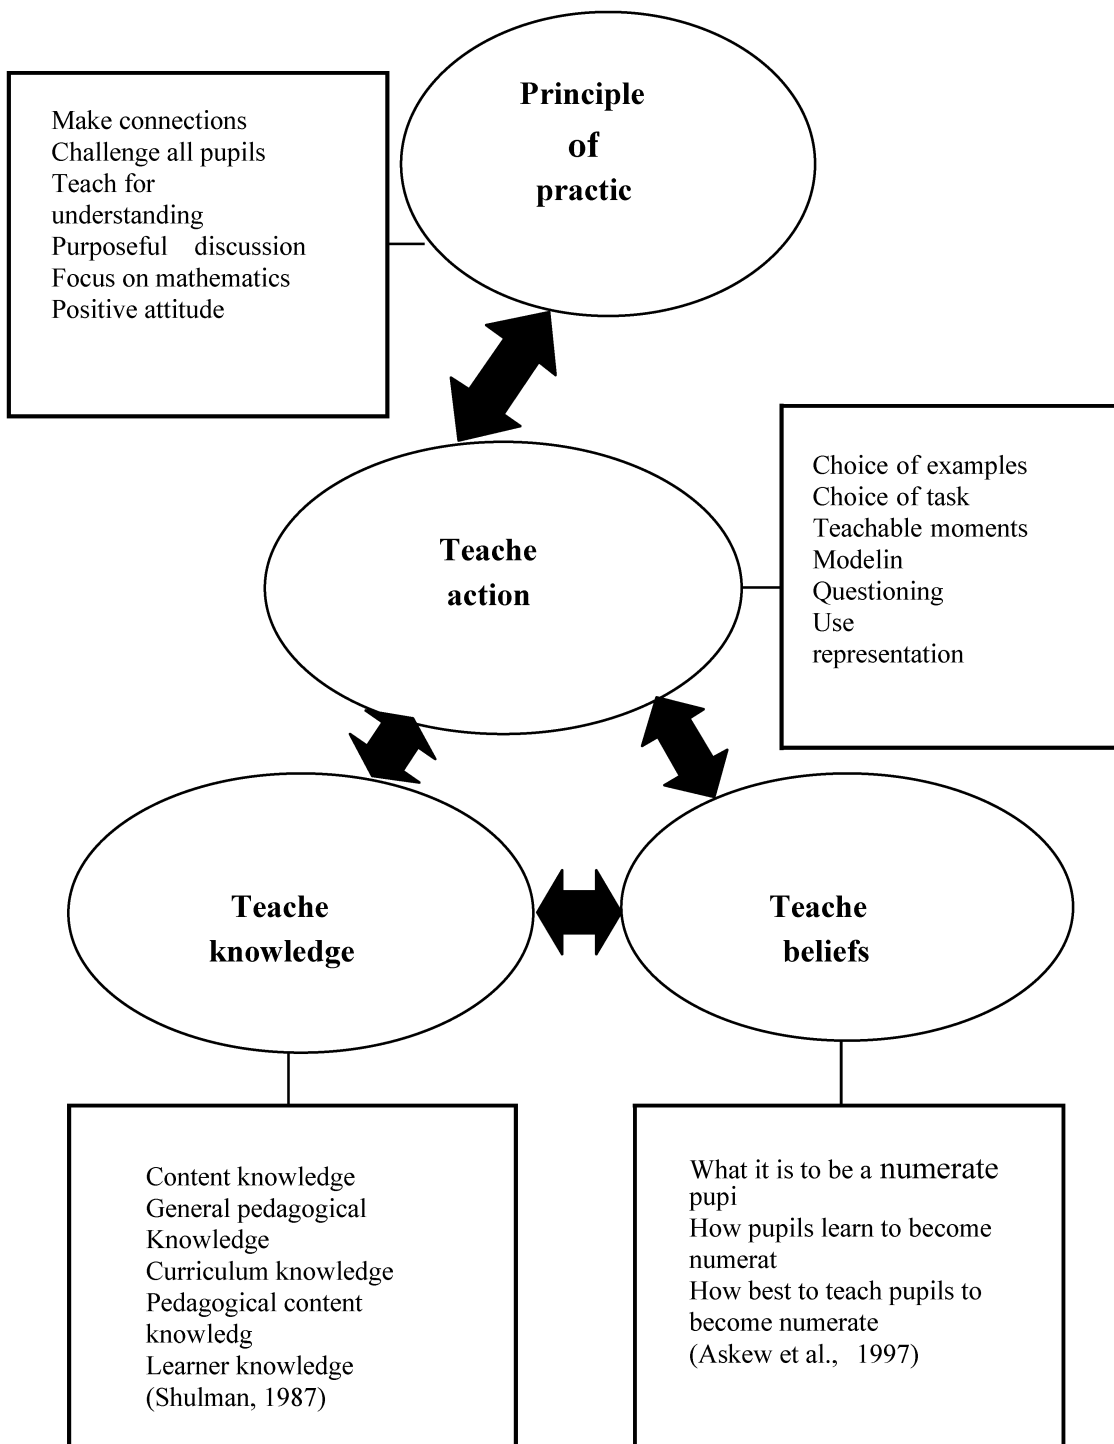 Principle
of
practic
Make connections
Challenge all pupils
Teach for
understanding
Purposeful discussion
Focus on mathematics
Positive attitude
Teache
action
Choice of examples
Choice of task
Teachable moments
Modelin
Questioning
Use
representation
Teache
knowledge
Teache
beliefs
Content knowledge
General pedagogical
Knowledge
Curriculum knowledge
Pedagogical content
knowledg
Learner knowledge
(Shulman, 1987)
What it is to be a numerate
pupi
How pupils learn to become
numerat
How best to teach pupils to
become numerate
(Askew et al., 1997)